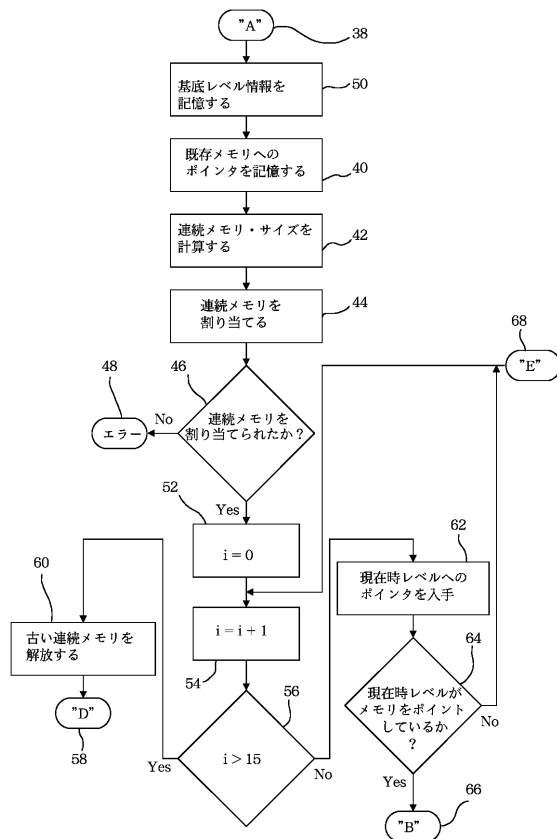 "A"
38
基底レベル情報を
記憶する
50
既存メモリへの
ポインタを記憶する
40
連続メモリ・サイズを
計算する
42
連続メモリを
割り当てる
44
68
"E"
46
48
エラー
No
連続メモリを
割り当てられたか？
Yes
52
i = 0
62
現在時レベルへの
ポインタを入手
60
古い連続メモリを
解放する
i = i + 1
54
64
現在時レベルが
メモリをポイント
しているか
？
No
"D"
58
56
i > 15
Yes
No
Yes
"B"
66